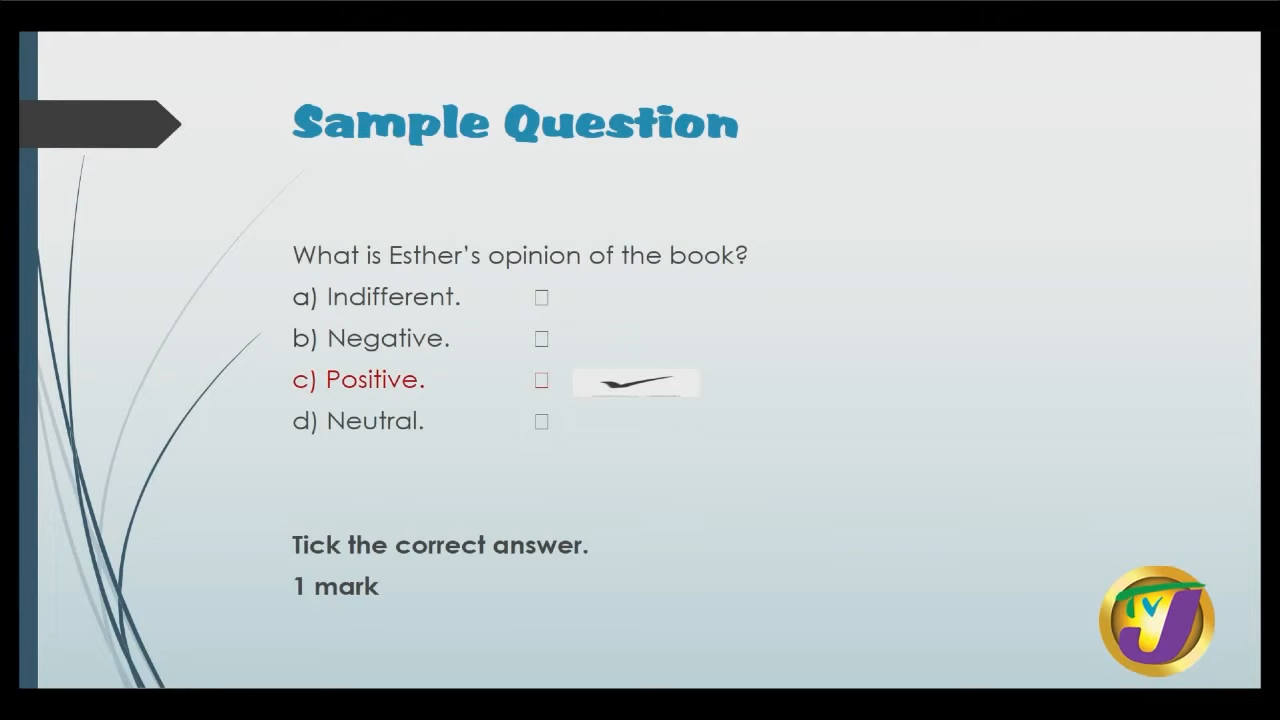 Sample Question
What is Esther’s opinion of the book?
a) Indifferent. □
b) Negative. □
c) Positive. □
d) Neutral. □
Tick the correct answer.
1 mark
TVJ